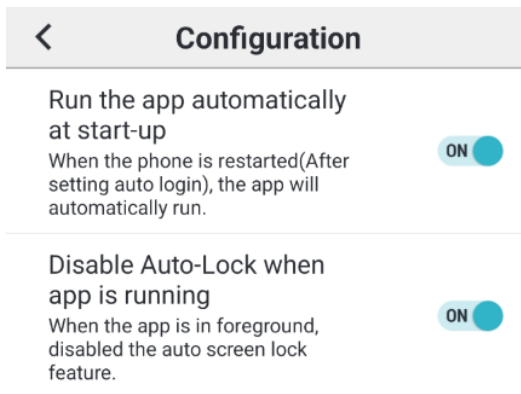 Configuration
Run the app automatically
at start-up
ON
When the phone is restarted(After
setting auto login), the app will
automatically run.
Disable Auto-Lock when
app is running
ON
When the app is in foreground,
disabled the auto screen lock
feature.